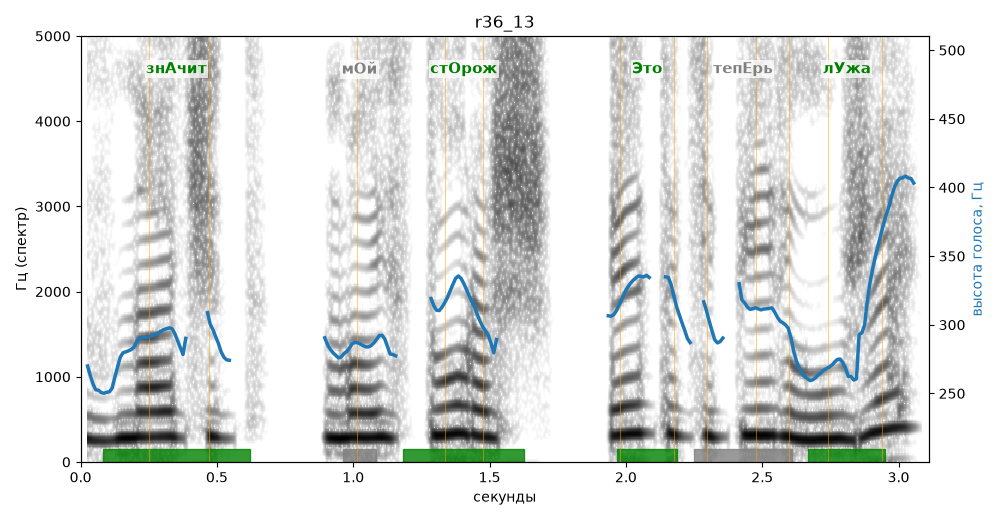 r36_13
5000
4000
3000
2000
1000
0
Гц (спектр)
знАчит мОй стОрож Это тепЕрь лУжа
500
450
400
350
300
250
высота голоса, Гц
0.0 0.5 1.0 1.5 2.0 2.5 3.0
секунды